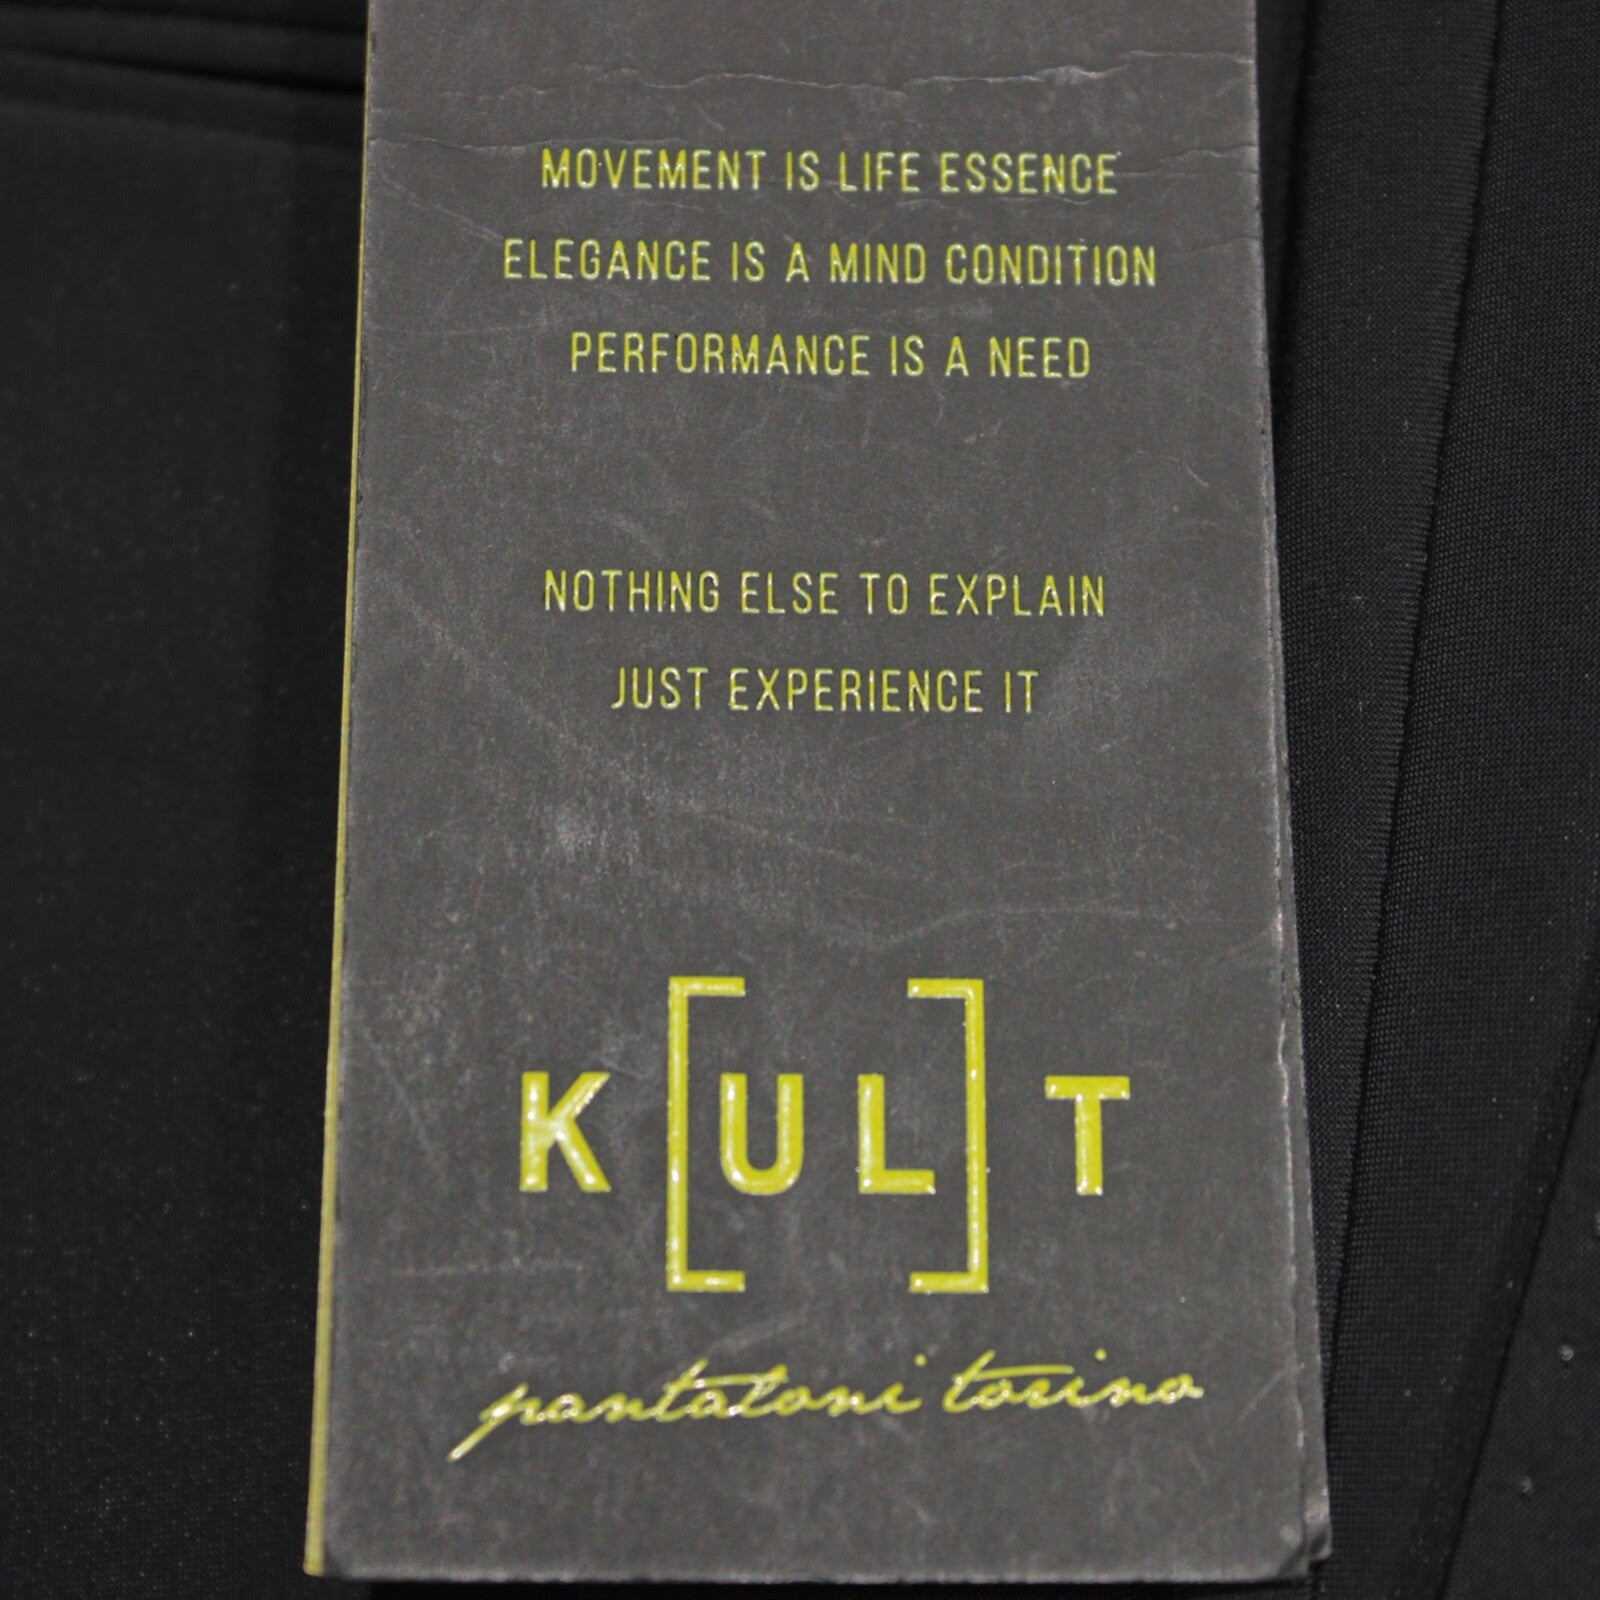 MOVEMENT IS LIFE ESSENCE
ELEGANCE IS A MIND CONDITION
PERFORMANCE IS A NEED
NOTHING ELSE TO EXPLAIN
JUST EXPERIENCE IT
K[UL]T
pantaloni torino